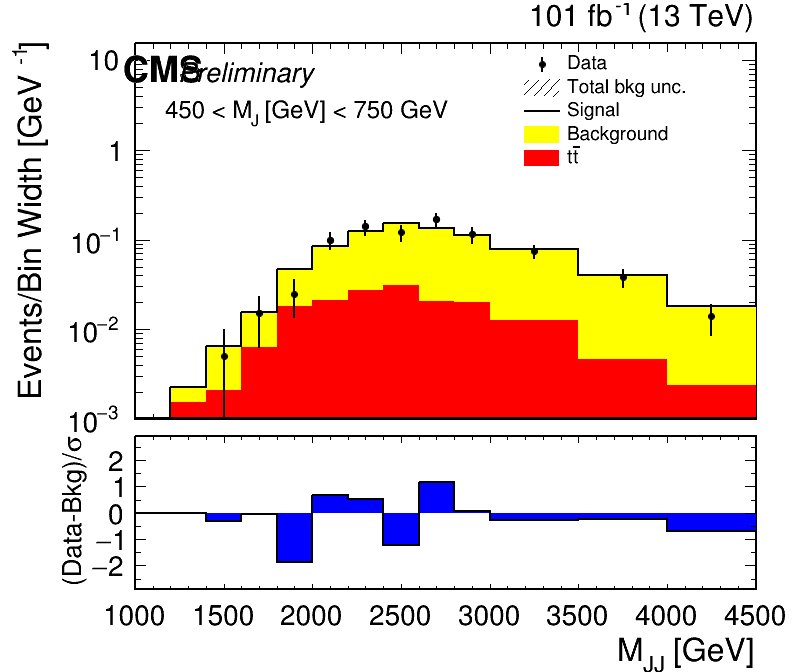 101 fb⁻¹ (13 TeV)
CMS Preliminary
450 < M_J [GeV] < 750 GeV
Data
Total bkg unc.
Signal
Background
tt̄
Events/Bin Width [GeV⁻¹]
10
1
10⁻¹
10⁻²
10⁻³
(Data-Bkg)/σ
2
1
0
−1
−2
1000 1500 2000 2500 3000 3500 4000 4500
M_JJ [GeV]